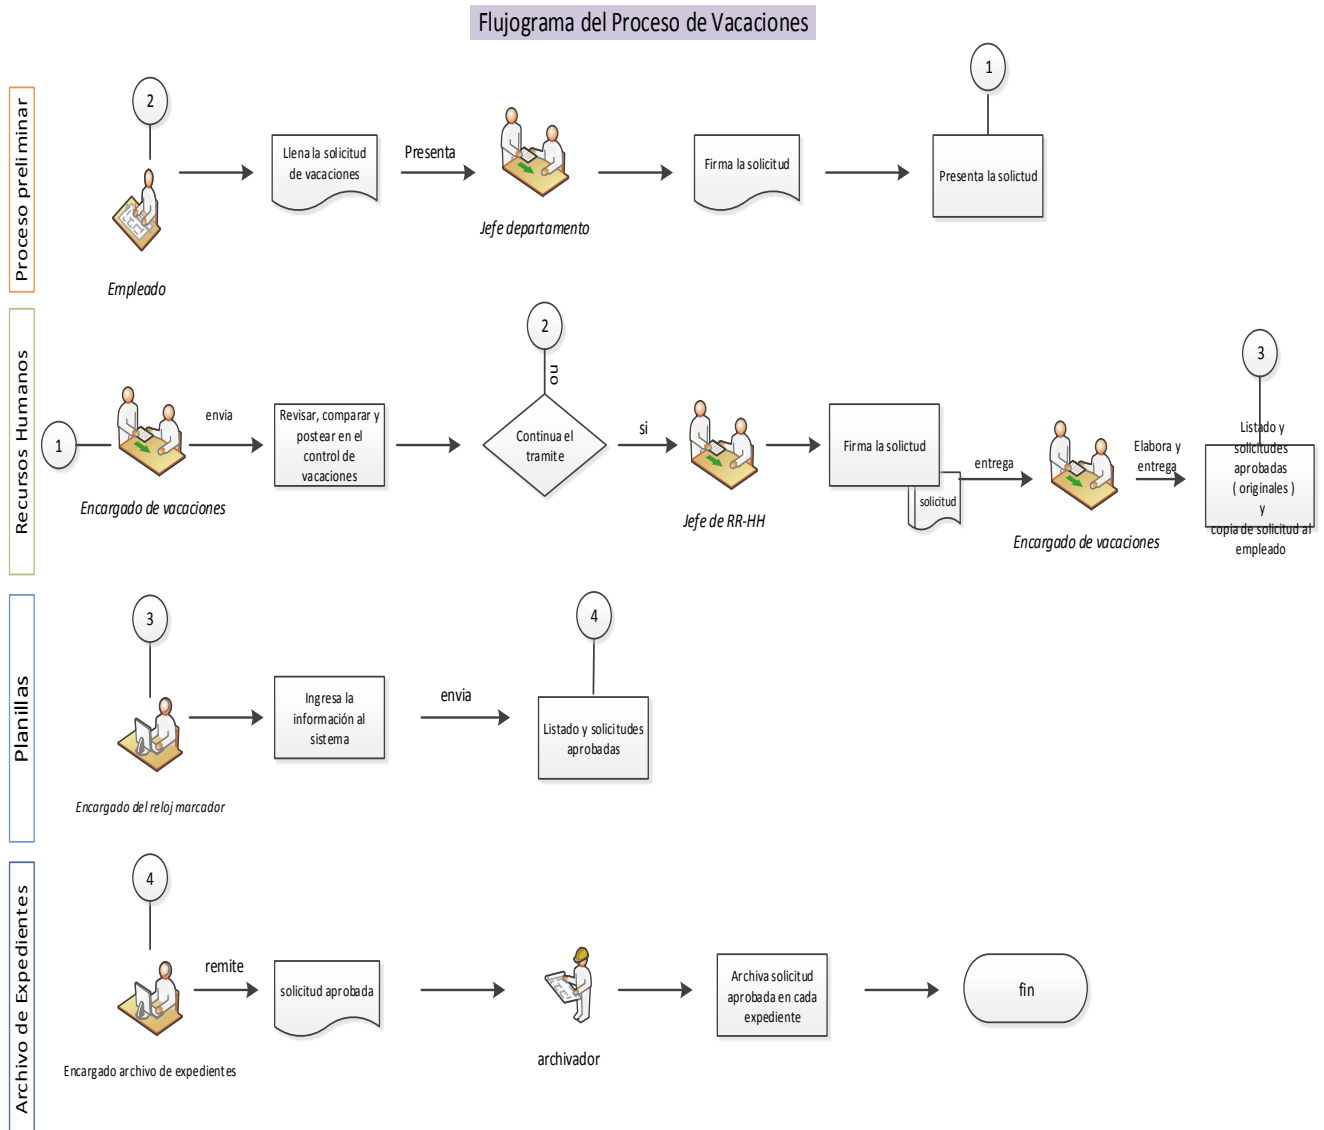 Flujograma del Proceso de Vacaciones
Proceso preliminar
2
Empleado
Llena la solicitud
de vacaciones
Presenta
Jefe departamento
Firma la solicitud
1
Presenta la solictud
Recursos Humanos
1
Encargado de vacaciones
envia
Revisar, comparar y
postear en el
control de
vacaciones
2
no
Continua el
tramite
si
Jefe de RR-HH
Firma la solictud
solicitud
entrega
Encargado de vacaciones
Elabora y
entrega
3
Listado y
solicitudes
aprobadas
( originales )
y
copia de solicitud al
empleado
Planillas
3
Encargado del reloj marcador
Ingresa la
información al
sistema
envia
4
Listado y solicitudes
aprobadas
Archivo de Expedientes
4
Encargado archivo de expedientes
remite
solicitud aprobada
archivador
Archiva solicitud
aprobada en cada
expediente
fin